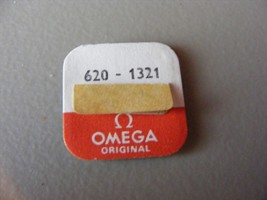 620 - 1321
Ω
OMEGA
ORIGINAL